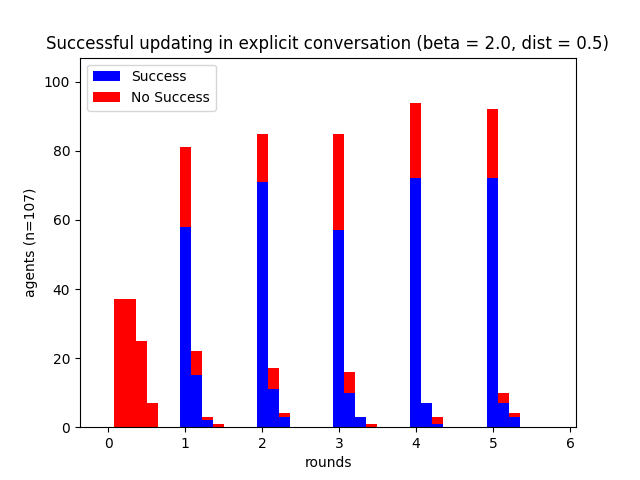 Successful updating in explicit conversation (beta = 2.0, dist = 0.5)
Success
No Success
100
80
60
40
20
0
agents (n=107)
0 1 2 3 4 5 6
rounds